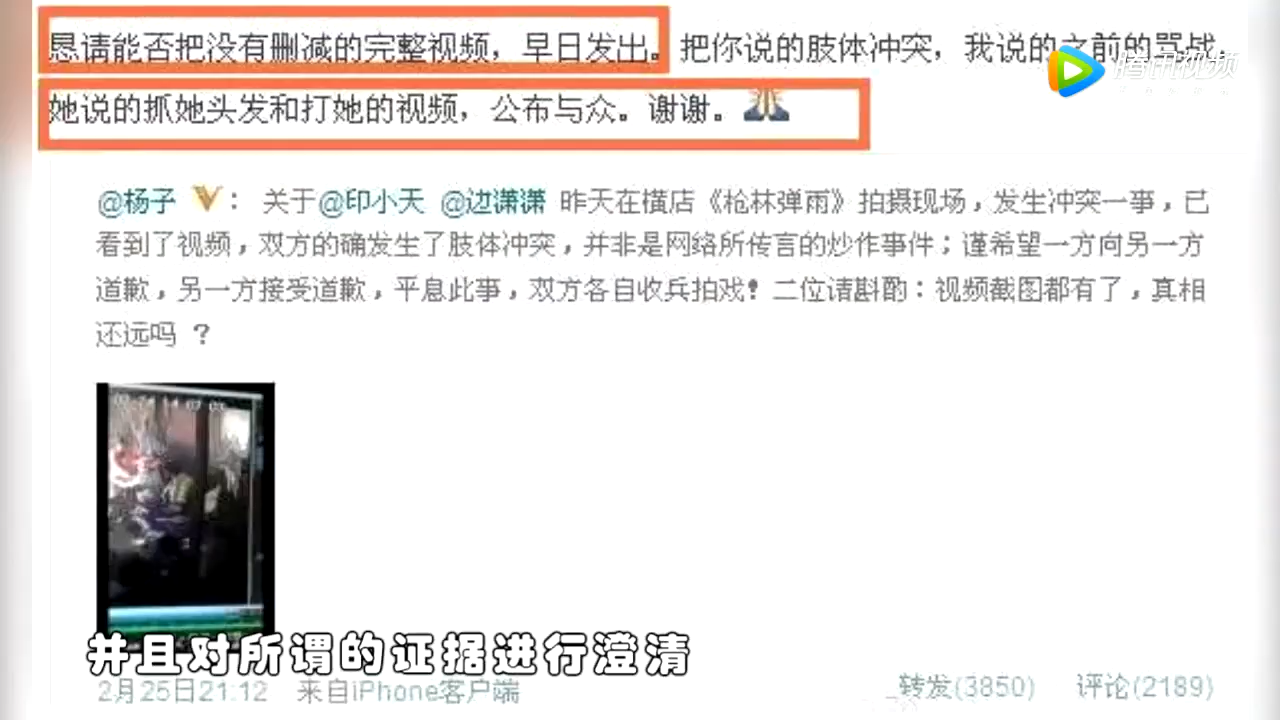 恳请能否把没有删减的完整视频，早日发出。把你说的肢体冲突，我说的之前的骂战
腾讯视频
她说的抓她头发和打她的视频，公布与众。谢谢。
@杨子 V：关于@印小天 @边潇潇 昨天在横店《枪林弹雨》拍摄现场，发生冲突一事，已
看到了视频，双方的确发生了肢体冲突，并非是网络所传言的炒作事件；谨希望一方向另一方
道歉，另一方接受道歉，平息此事，双方各自收兵拍戏！二位请斟酌：视频截图都有了，真相
还远吗 ？
并且对所谓的证据进行澄清
2月25日21:12 来自iPhone客户端
转发(3850) 评论(2189)